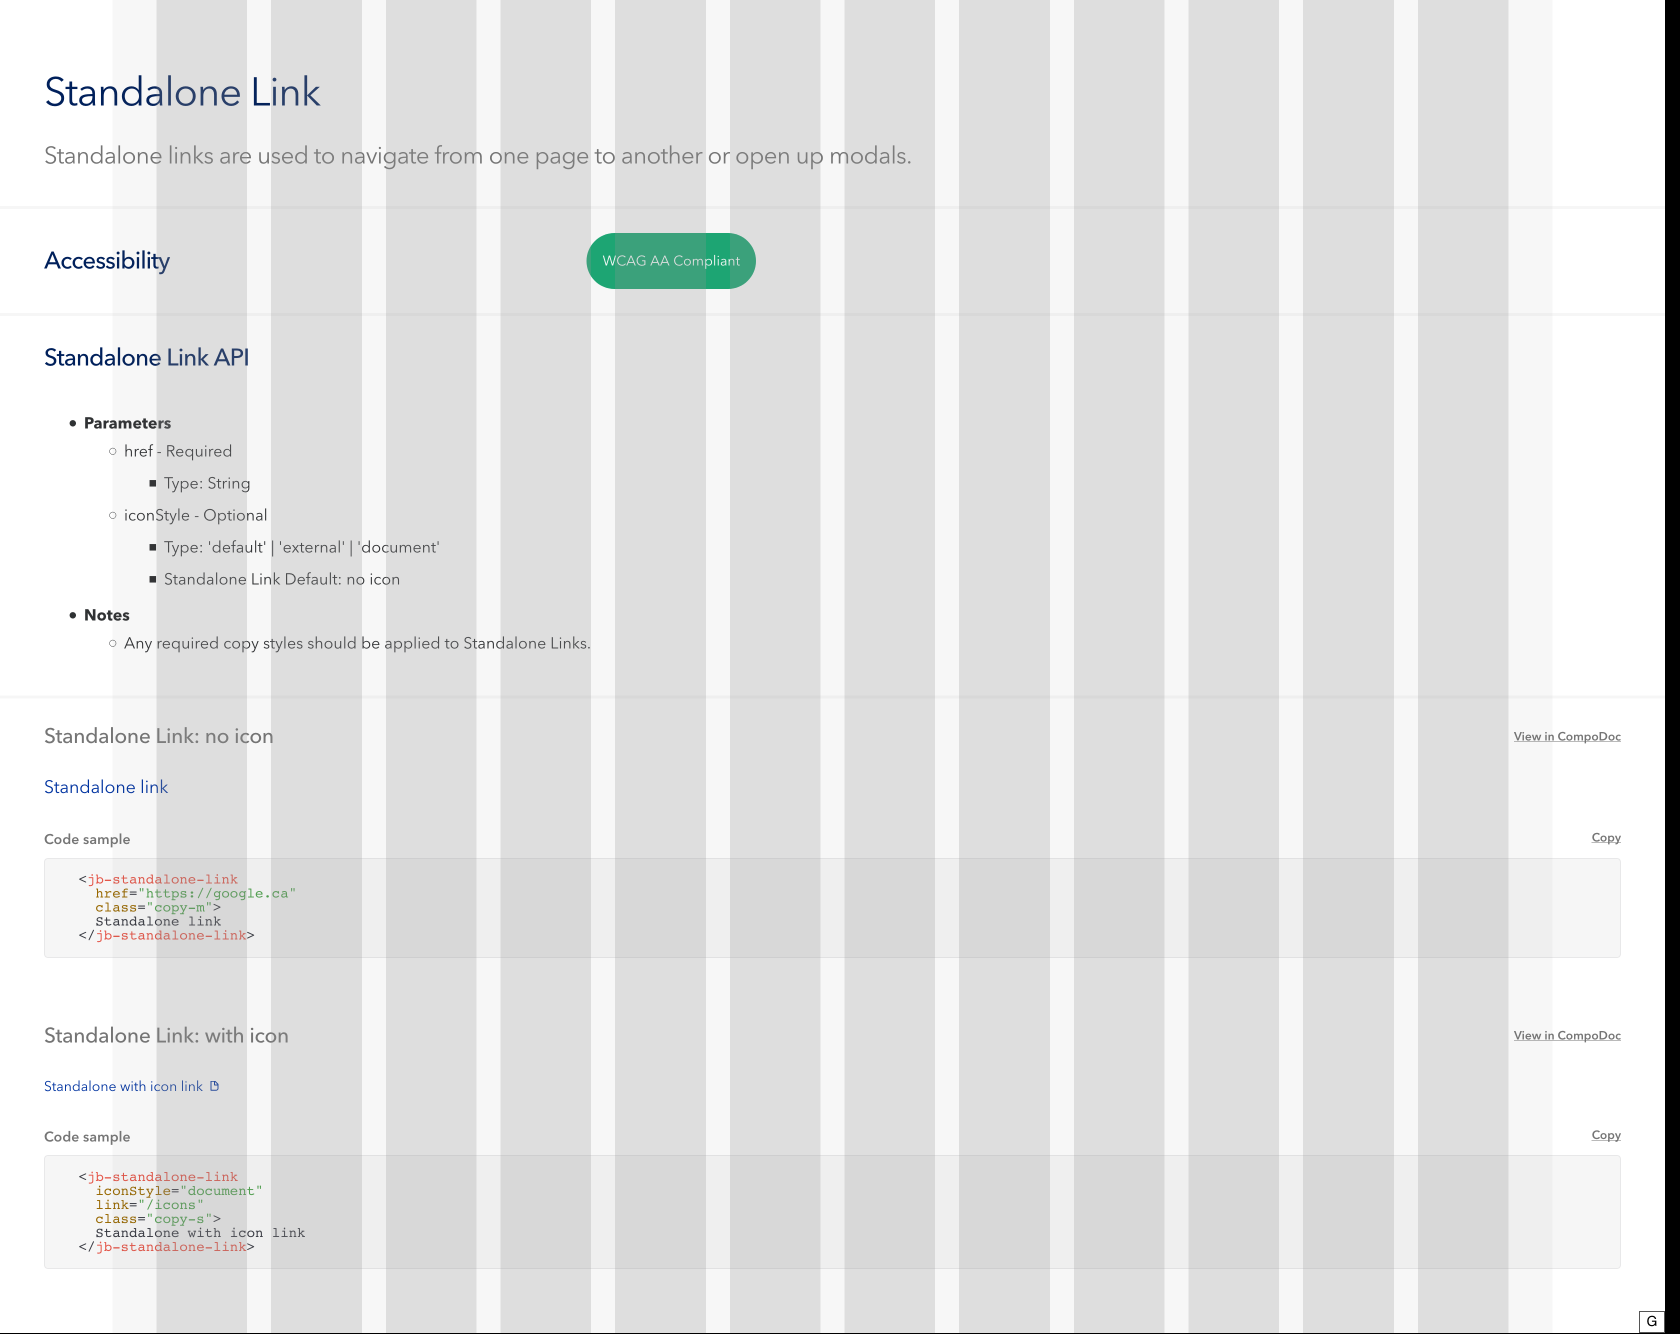 Standalone Link
Standalone links are used to navigate from one page to another or open up modals.
Accessibility
WCAG AA Compliant
Standalone Link API
Parameters
href - Required
Type: String
iconStyle - Optional
Type: 'default' | 'external' | 'document'
Standalone Link Default: no icon
Notes
Any required copy styles should be applied to Standalone Links.
Standalone Link: no icon
View in CompoDoc
Standalone link
Code sample
Copy
<jb-standalone-link
href="https://google.ca"
class="copy-m">
Standalone link
</jb-standalone-link>
Standalone Link: with icon
View in CompoDoc
Standalone with icon link
Code sample
Copy
<jb-standalone-link
iconStyle="document"
link="/icons"
class="copy-s">
Standalone with icon link
</jb-standalone-link>
G